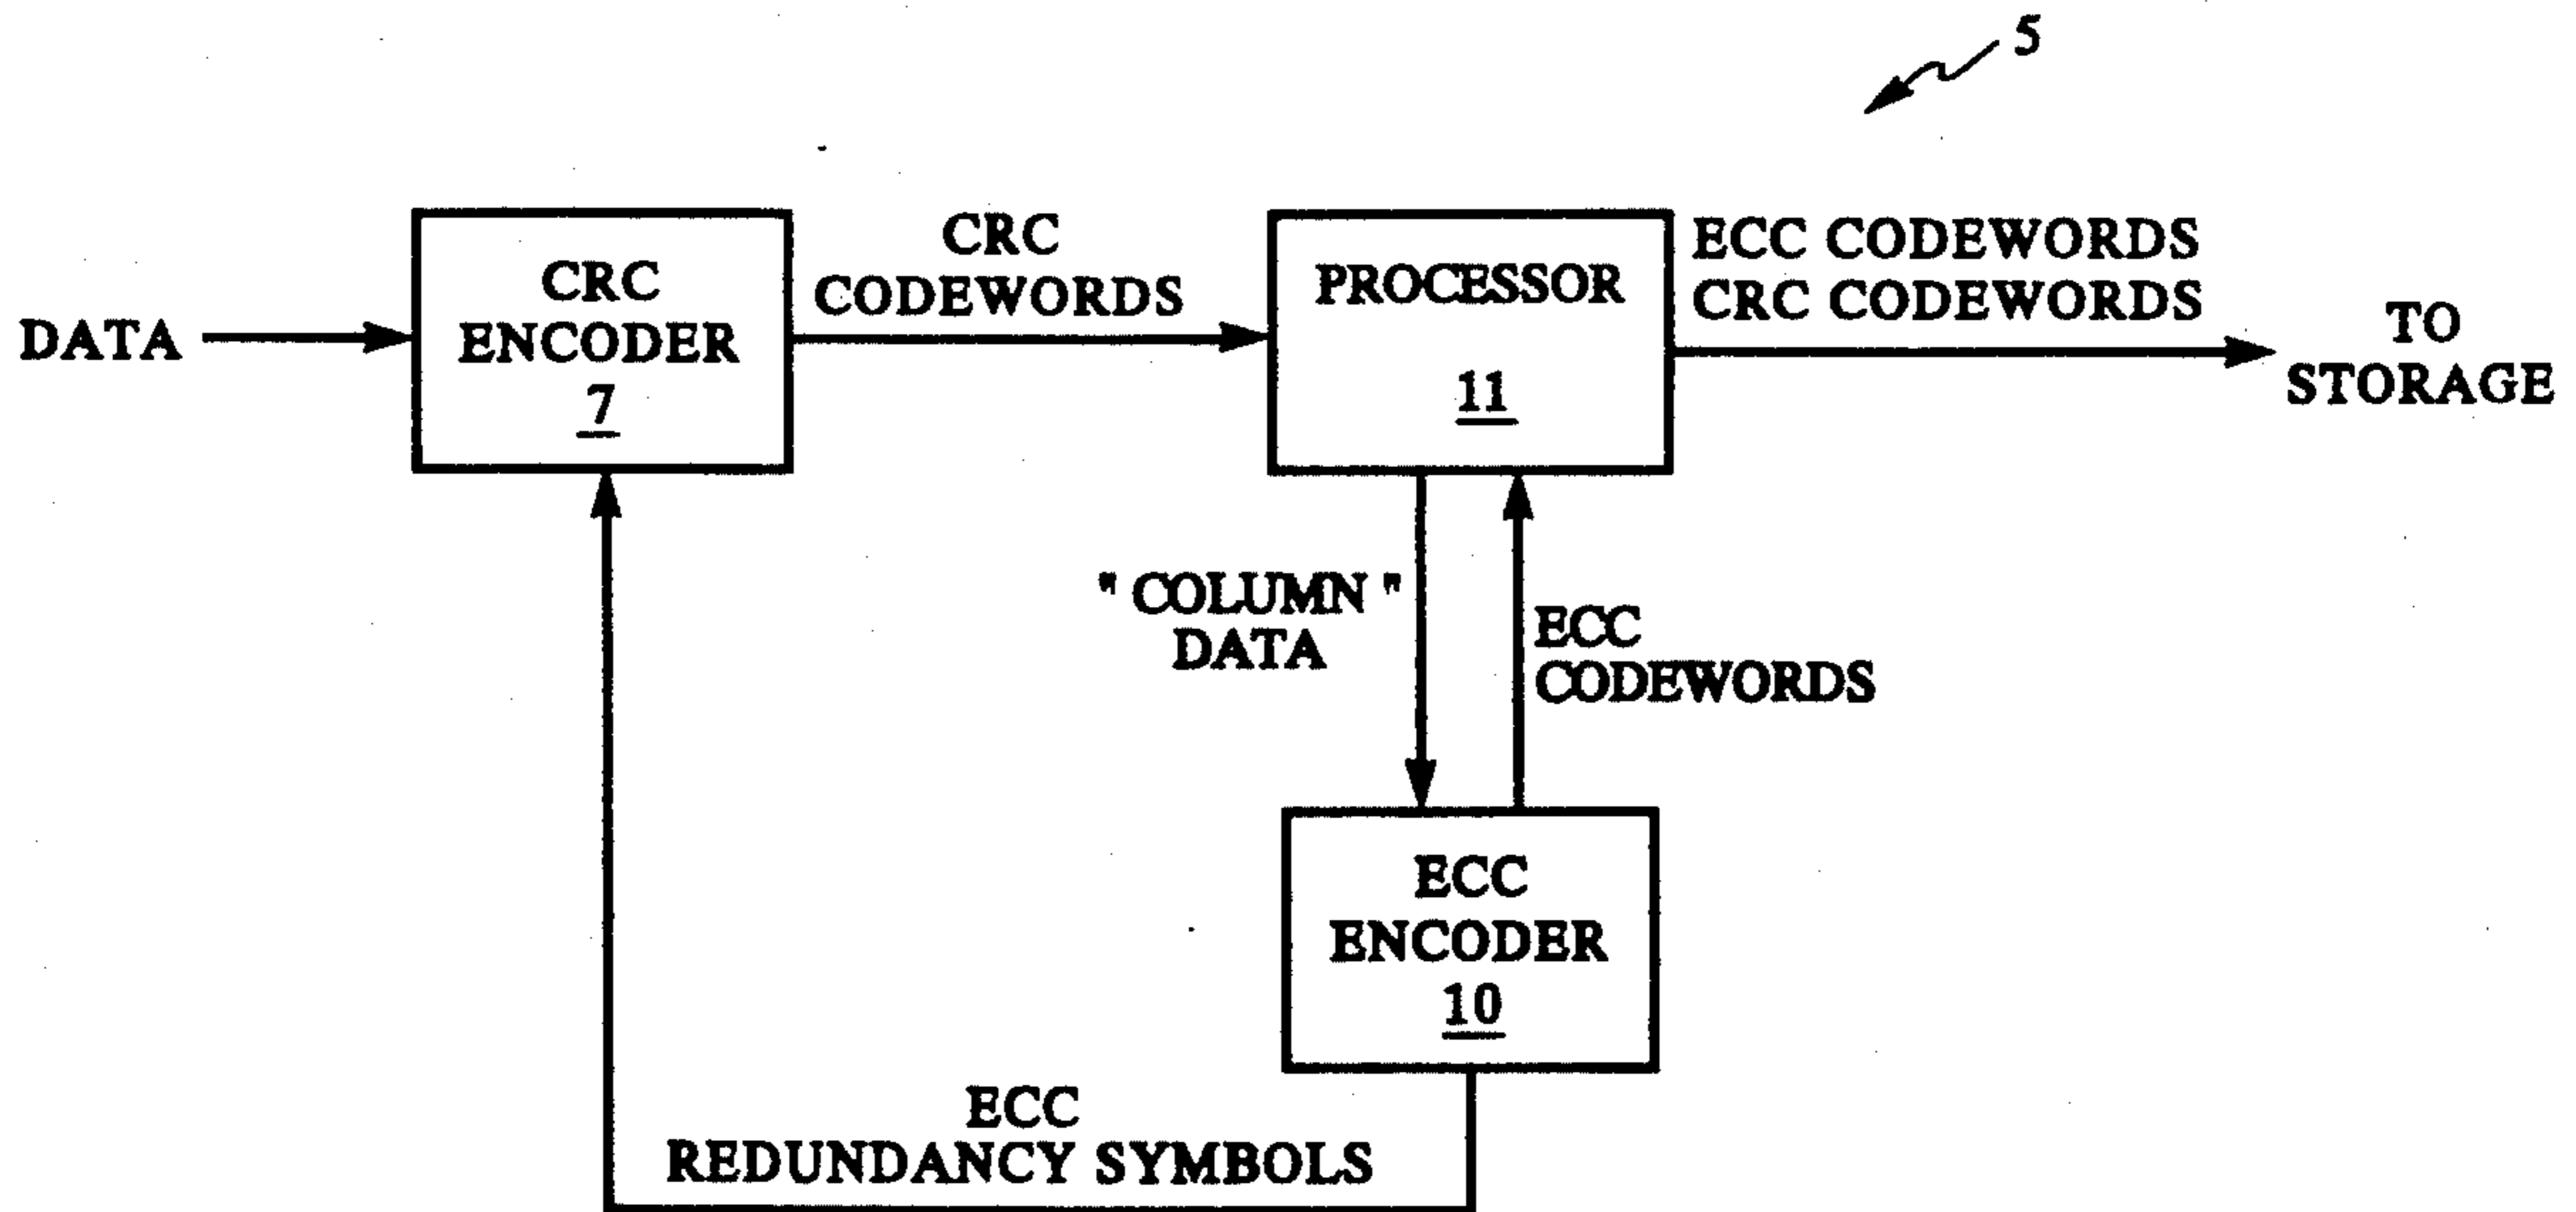 5
DATA
CRC
ENCODER
7
CRC
CODEWORDS
PROCESSOR
11
ECC CODEWORDS
CRC CODEWORDS
TO
STORAGE
" COLUMN "
DATA
ECC
CODEWORDS
ECC
ENCODER
10
ECC
REDUNDANCY SYMBOLS